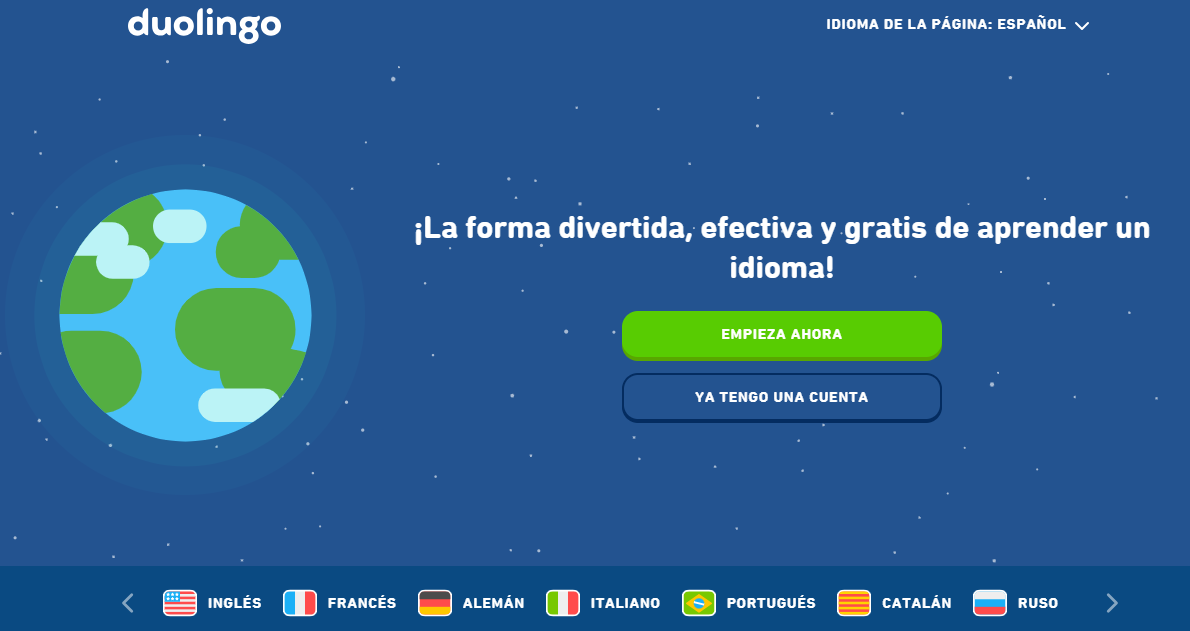 duolingo
IDIOMA DE LA PÁGINA: ESPAÑOL
¡La forma divertida, efectiva y gratis de aprender un
idioma!
EMPIEZA AHORA
YA TENGO UNA CUENTA
INGLÉS FRANCÉS ALEMÁN ITALIANO PORTUGUÉS CATALÁN RUSO